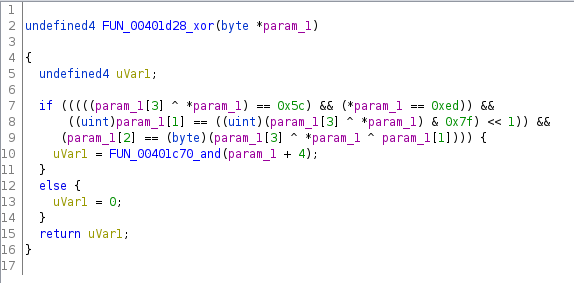 1
2 undefined4 FUN_00401d28_xor(byte *param_1)
3
4 {
5 undefined4 uVar1;
6
7 if (((((param_1[3] ^ *param_1) == 0x5c) && (*param_1 == 0xed)) &&
8 ((uint)param_1[1] == ((uint)(param_1[3] ^ *param_1) & 0x7f) << 1)) &&
9 (param_1[2] == (byte)(param_1[3] ^ *param_1 ^ param_1[1]))) {
10 uVar1 = FUN_00401c70_and(param_1 + 4);
11 }
12 else {
13 uVar1 = 0;
14 }
15 return uVar1;
16 }
17